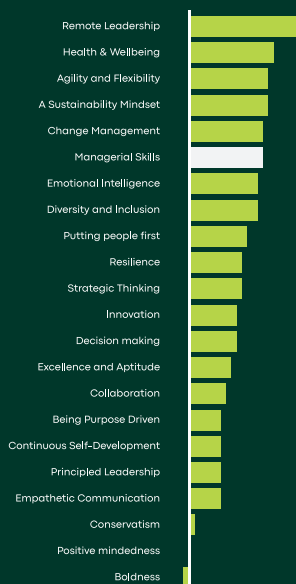 Remote Leadership
Health & Wellbeing
Agility and Flexibility
A Sustainability Mindset
Change Management
Managerial Skills
Emotional Intelligence
Diversity and Inclusion
Putting people first
Resilience
Strategic Thinking
Innovation
Decision making
Excellence and Aptitude
Collaboration
Being Purpose Driven
Continuous Self-Development
Principled Leadership
Empathetic Communication
Conservatism
Positive mindedness
Boldness